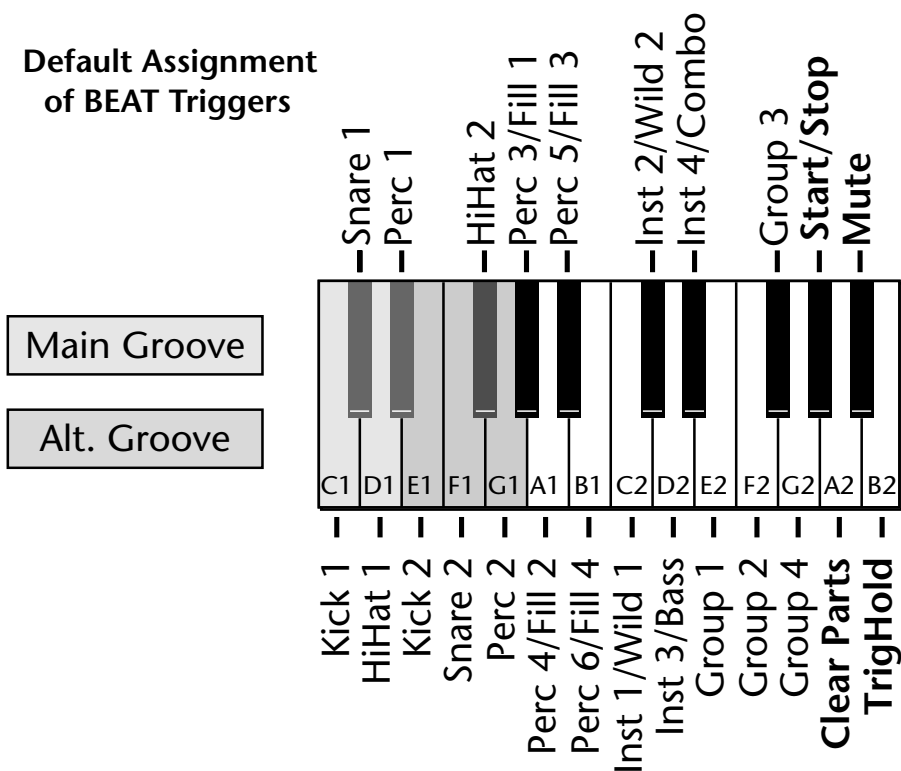 Default Assignment
of BEAT Triggers
Snare 1
Perc 1
HiHat 2
Perc 3/Fill 1
Perc 5/Fill 3
Inst 2/Wild 2
Inst 4/Combo
Group 3
Start/Stop
Mute
Main Groove
Alt. Groove
C1
D1
E1
F1
G1
A1
B1
C2
D2
E2
F2
G2
A2
B2
Kick 1
HiHat 1
Kick 2
Snare 2
Perc 2
Perc 4/Fill 2
Perc 6/Fill 4
Inst 1/Wild 1
Inst 3/Bass
Group 1
Group 2
Group 4
Clear Parts
TrigHold